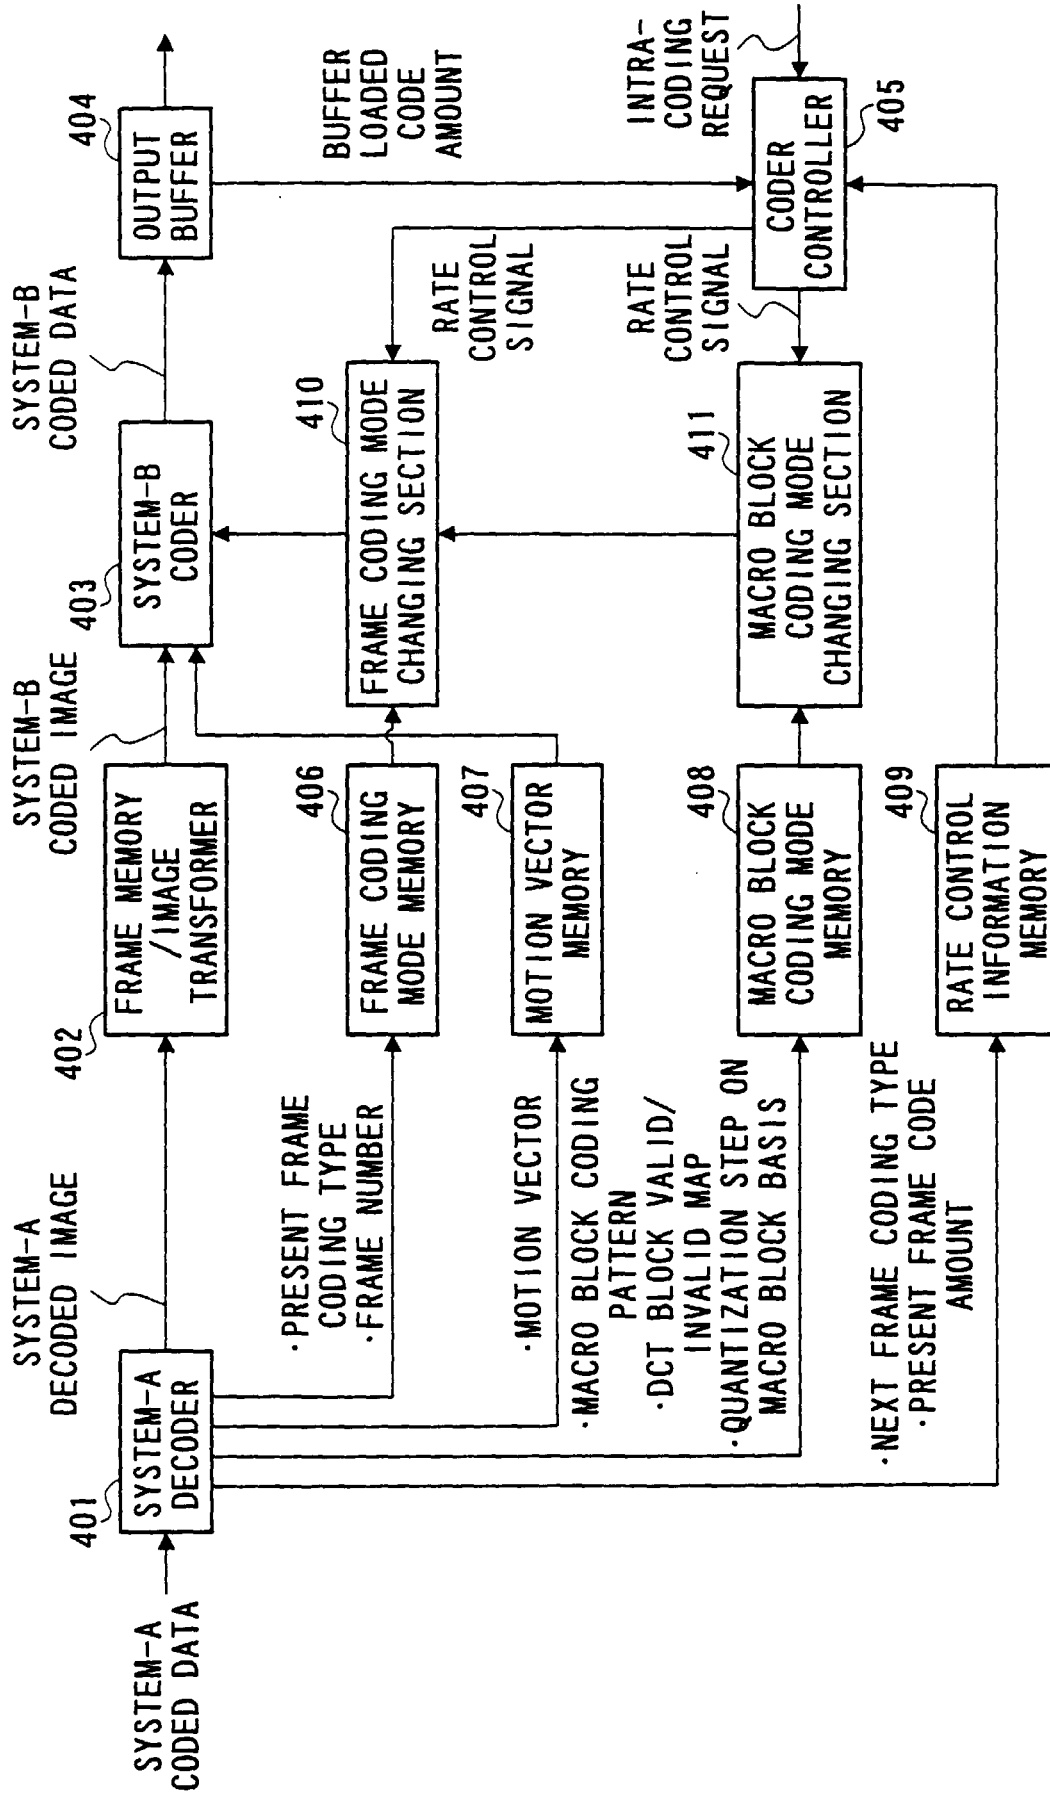 SYSTEM-A
CODED DATA
401
SYSTEM-A
DECODER
SYSTEM-A
DECODED IMAGE
402
FRAME MEMORY
/IMAGE
TRANSFORMER
SYSTEM-B
CODED IMAGE
403
SYSTEM-B
CODER
SYSTEM-B
CODED DATA
404
OUTPUT
BUFFER
BUFFER
LOADED
CODE
AMOUNT
·PRESENT FRAME
CODING TYPE
·FRAME NUMBER
406
FRAME CODING
MODE MEMORY
410
FRAME CODING MODE
CHANGING SECTION
RATE
CONTROL
SIGNAL
·MOTION VECTOR
407
MOTION VECTOR
MEMORY
·MACRO BLOCK CODING
PATTERN
·DCT BLOCK VALID/
INVALID MAP
·QUANTIZATION STEP ON
MACRO BLOCK BASIS
408
MACRO BLOCK
CODING MODE
MEMORY
411
MACRO BLOCK
CODING MODE
CHANGING SECTION
RATE
CONTROL
SIGNAL
INTRA-
CODING
REQUEST
CODER
CONTROLLER
405
·NEXT FRAME CODING TYPE
·PRESENT FRAME CODE
AMOUNT
409
RATE CONTROL
INFORMATION
MEMORY